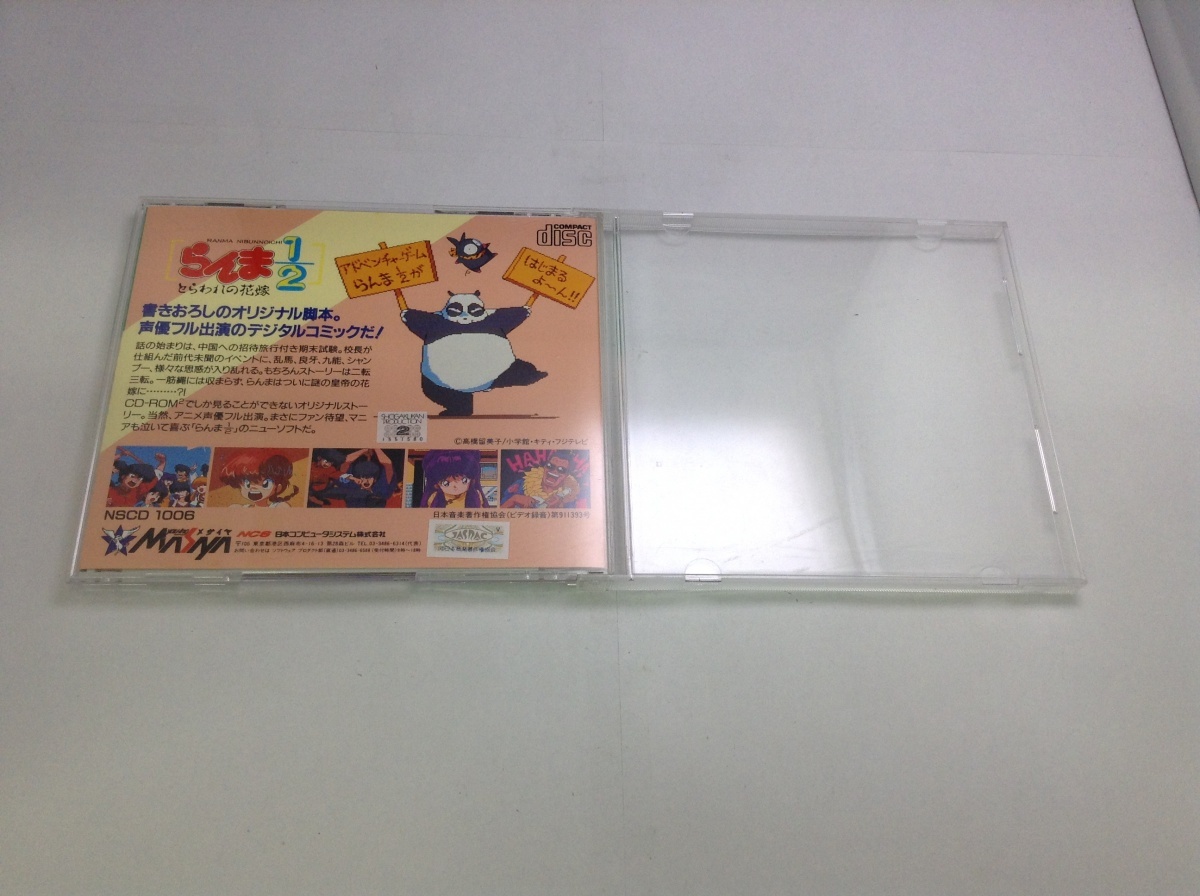 RANMA NIBUNNOICHI
らんま1/2
とらわれの花嫁
アドベンチャーゲーム
らんま1/2が
はじまる
よ〜ん!!
COMPACT
disc
書きおろしのオリジナル脚本。
声優フル出演のデジタルコミックだ!
話の始まりは、中国への招待旅行付き期末試験。校長が
仕組んだ前代未聞のイベントに、乱馬、良牙、九能、シャン
プー、様々な思惑が入り乱れる。もちろんストーリーは二転
三転。一筋縄には収まらず、らんまはついに謎の皇帝の花
嫁に………?!
CD-ROM2でしか見ることができないオリジナルストー
リー。当然、アニメ声優フル出演。まさにファン待望、マニ
アも泣いて喜ぶ「らんま1/2」のニューソフトだ。
SHOGAKUKAN
PRODUCTION
©高橋留美子/小学館・キティ・フジテレビ
NSCD 1006
日本音楽著作権協会(ビデオ録音)第9111393号
メサイヤ
MASAYA
NCS 日本コンピュータシステム株式会社
JASRAC